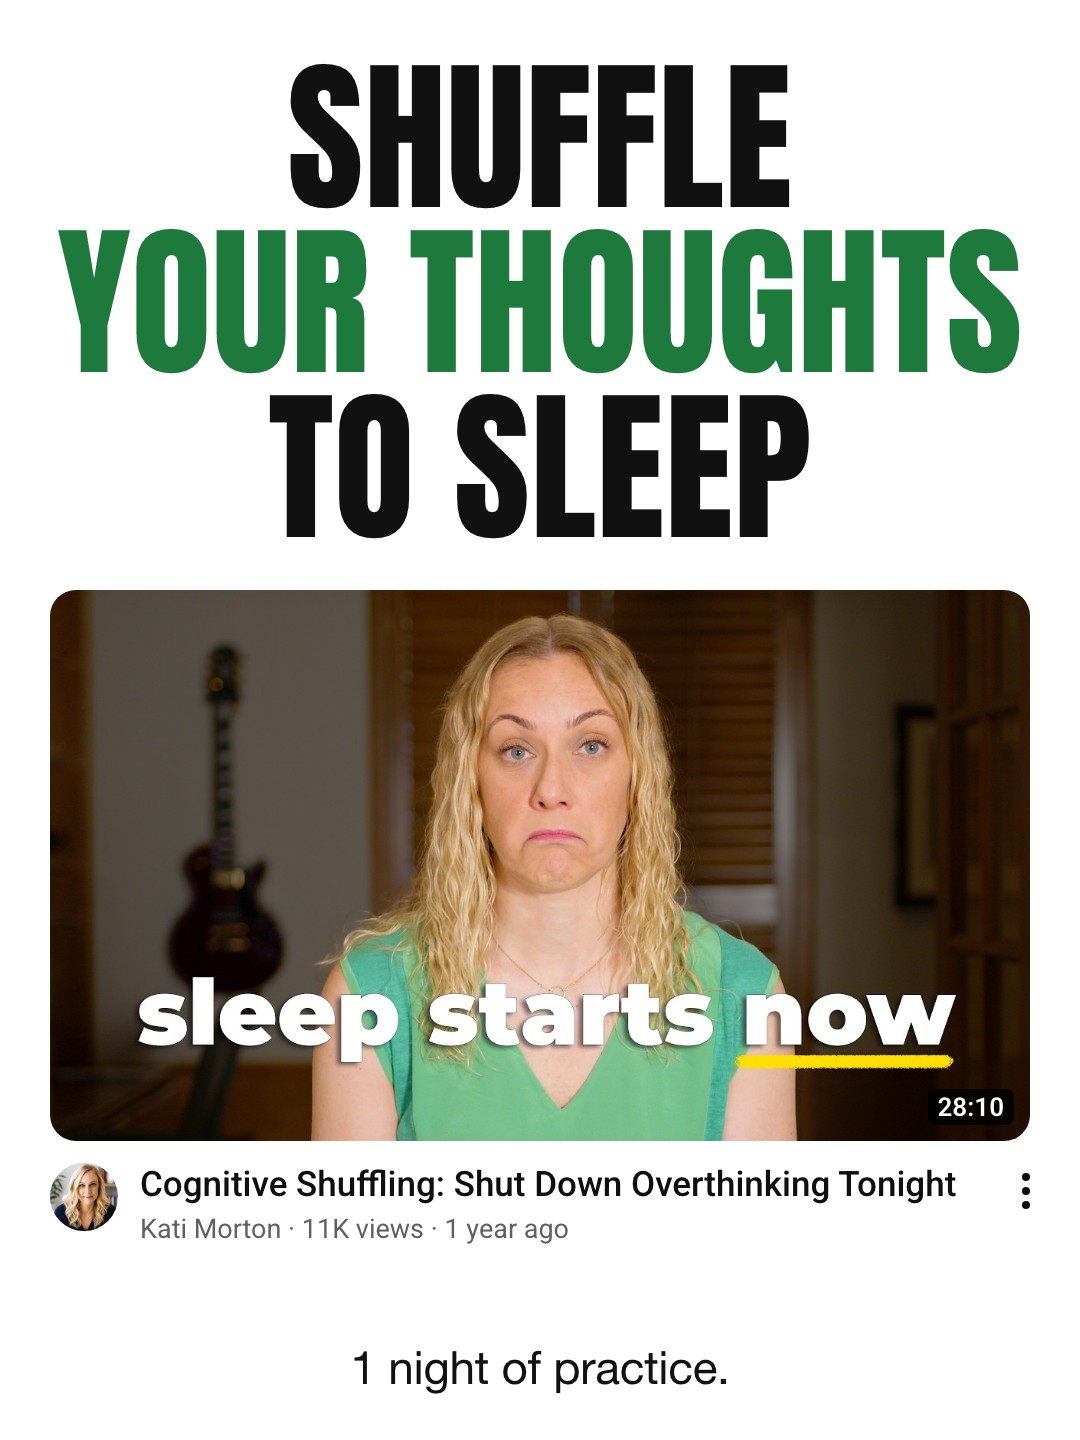 SHUFFLE
YOUR THOUGHTS
TO SLEEP
sleep starts now
28:10
Cognitive Shuffling: Shut Down Overthinking Tonight
Kati Morton · 11K views · 1 year ago
1 night of practice.